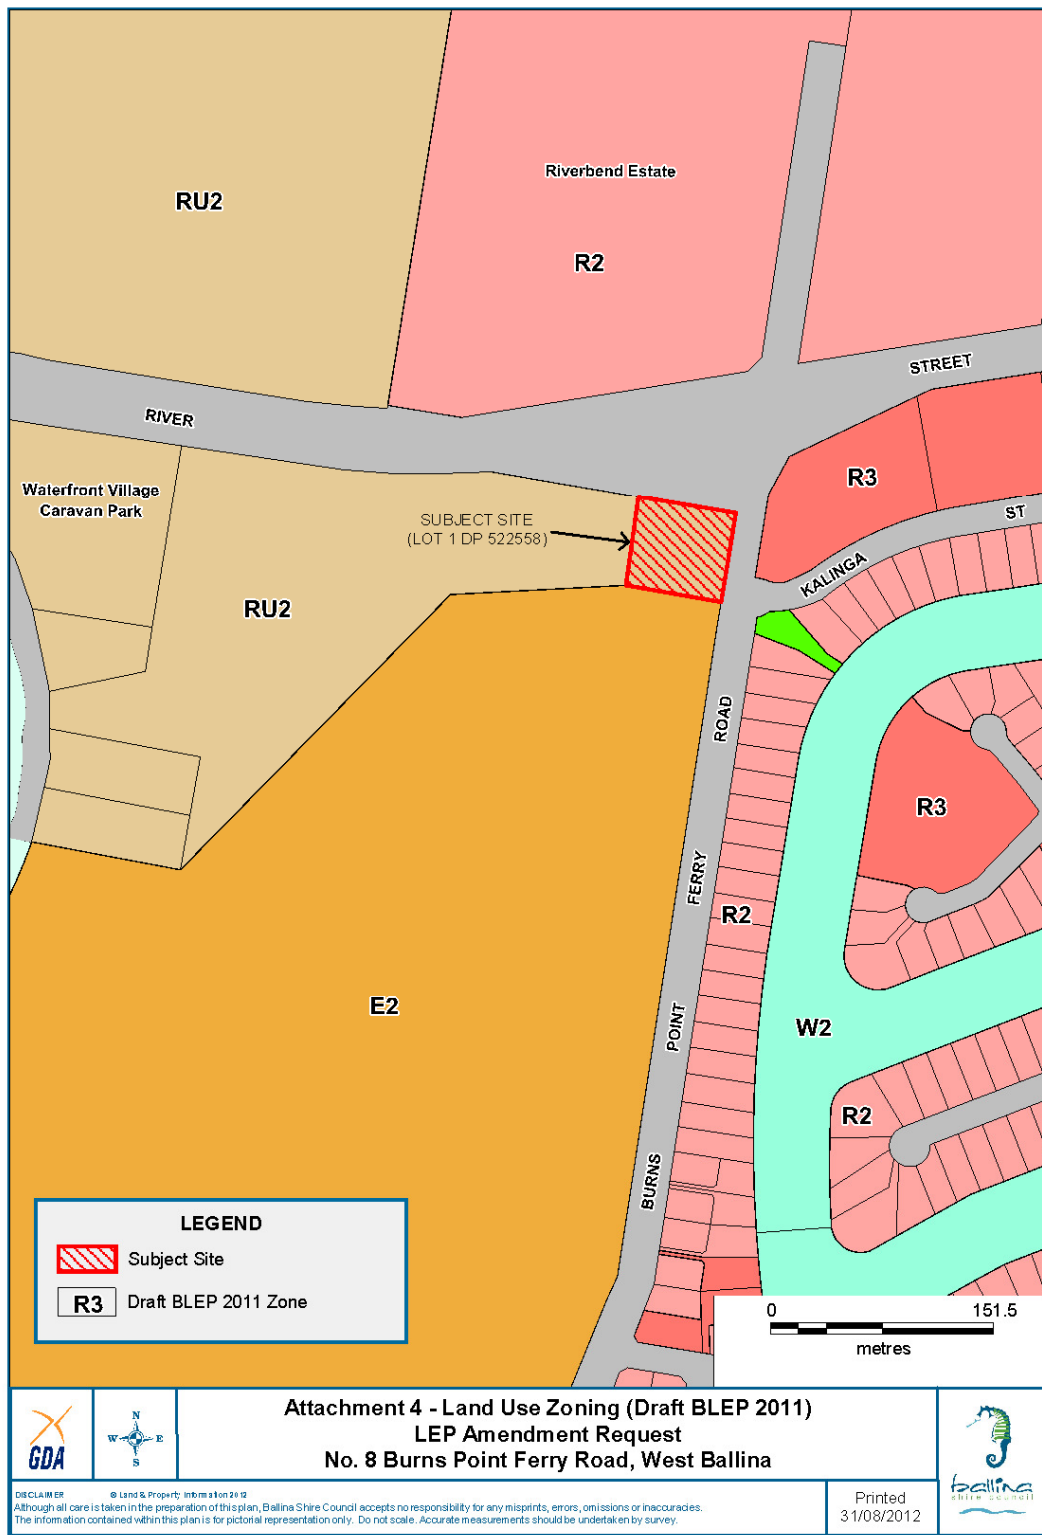 Riverbend Estate
RU2
R2
STREET
RIVER
R3
Waterfront Village
Caravan Park
SUBJECT SITE
(LOT 1 DP 522558)
ST
KALINGA
RU2
ROAD
R3
FERRY
R2
E2
POINT
W2
R2
BURNS
LEGEND
Subject Site
R3 Draft BLEP 2011 Zone
0 151.5
metres
GDA
N
W E
S
Attachment 4 - Land Use Zoning (Draft BLEP 2011)
LEP Amendment Request
No. 8 Burns Point Ferry Road, West Ballina
ballina
shire council
DISCLAIMER © Land & Property Information 2012
Although all care is taken in the preparation of this plan, Ballina Shire Council accepts no responsibility for any misprints, errors, omissions or inaccuracies.
The information contained within this plan is for pictorial representation only. Do not scale. Accurate measurements should be undertaken by survey.
Printed
31/08/2012